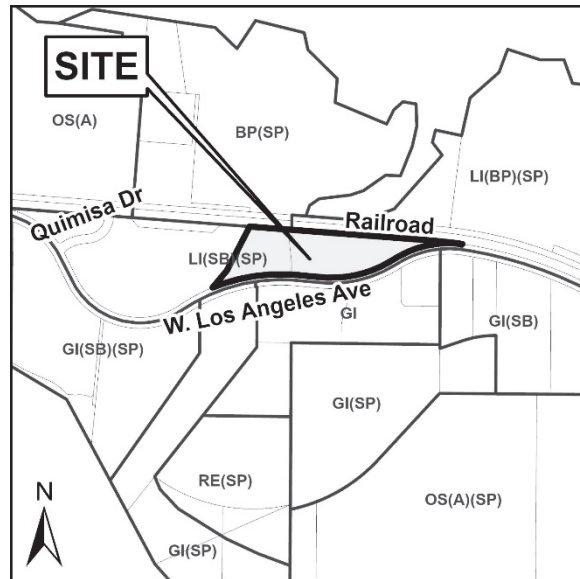 SITE
OS(A)
BP(SP)
LI(BP)(SP)
Quimisa Dr
Railroad
LI(SB)(SP)
W. Los Angeles Ave
GI
GI(SB)
GI(SB)(SP)
GI(SP)
RE(SP)
OS(A)(SP)
N
GI(SP)